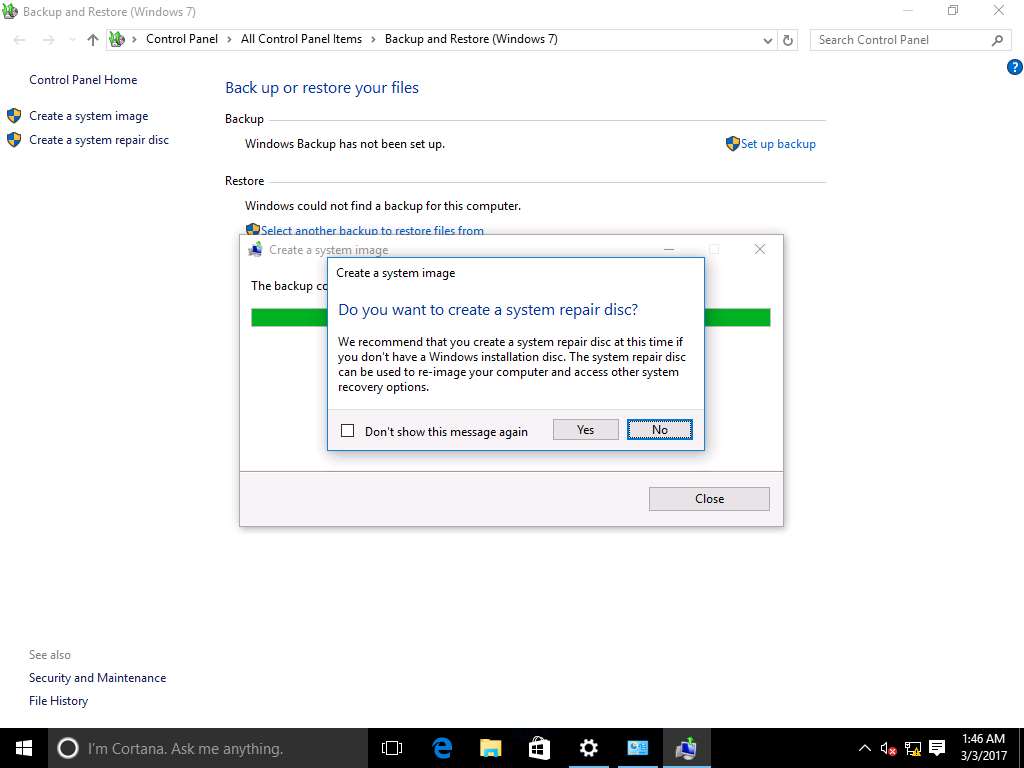 Backup and Restore (Windows 7)
Control Panel
All Control Panel Items
Backup and Restore (Windows 7)
Search Control Panel
?
Control Panel Home
Create a system image
Create a system repair disc
Back up or restore your files
Backup
Windows Backup has not been set up.
Set up backup
Restore
Windows could not find a backup for this computer.
Select another backup to restore files from
Create a system image
The backup
Create a system image
Do you want to create a system repair disc?
We recommend that you create a system repair disc at this time if
you don't have a Windows installation disc. The system repair disc
can be used to re-image your computer and access other system
recovery options.
Don't show this message again
Yes
No
Close
See also
Security and Maintenance
File History
I'm Cortana. Ask me anything.
1:46 AM
3/3/2017